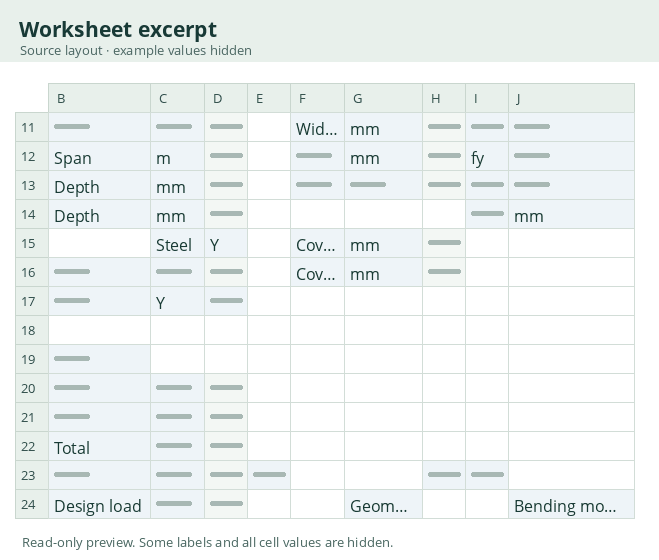 Worksheet excerpt
Source layout · example values hidden
B C D E F G H I J
11 Wid... mm
12 Span m mm fy
13 Depth mm
14 Depth mm mm
15 Steel Y Cov... mm
16 Cov... mm
17 Y
18
19
20
21
22 Total
23
24 Design load Geom... Bending mo...
Read-only preview. Some labels and all cell values are hidden.